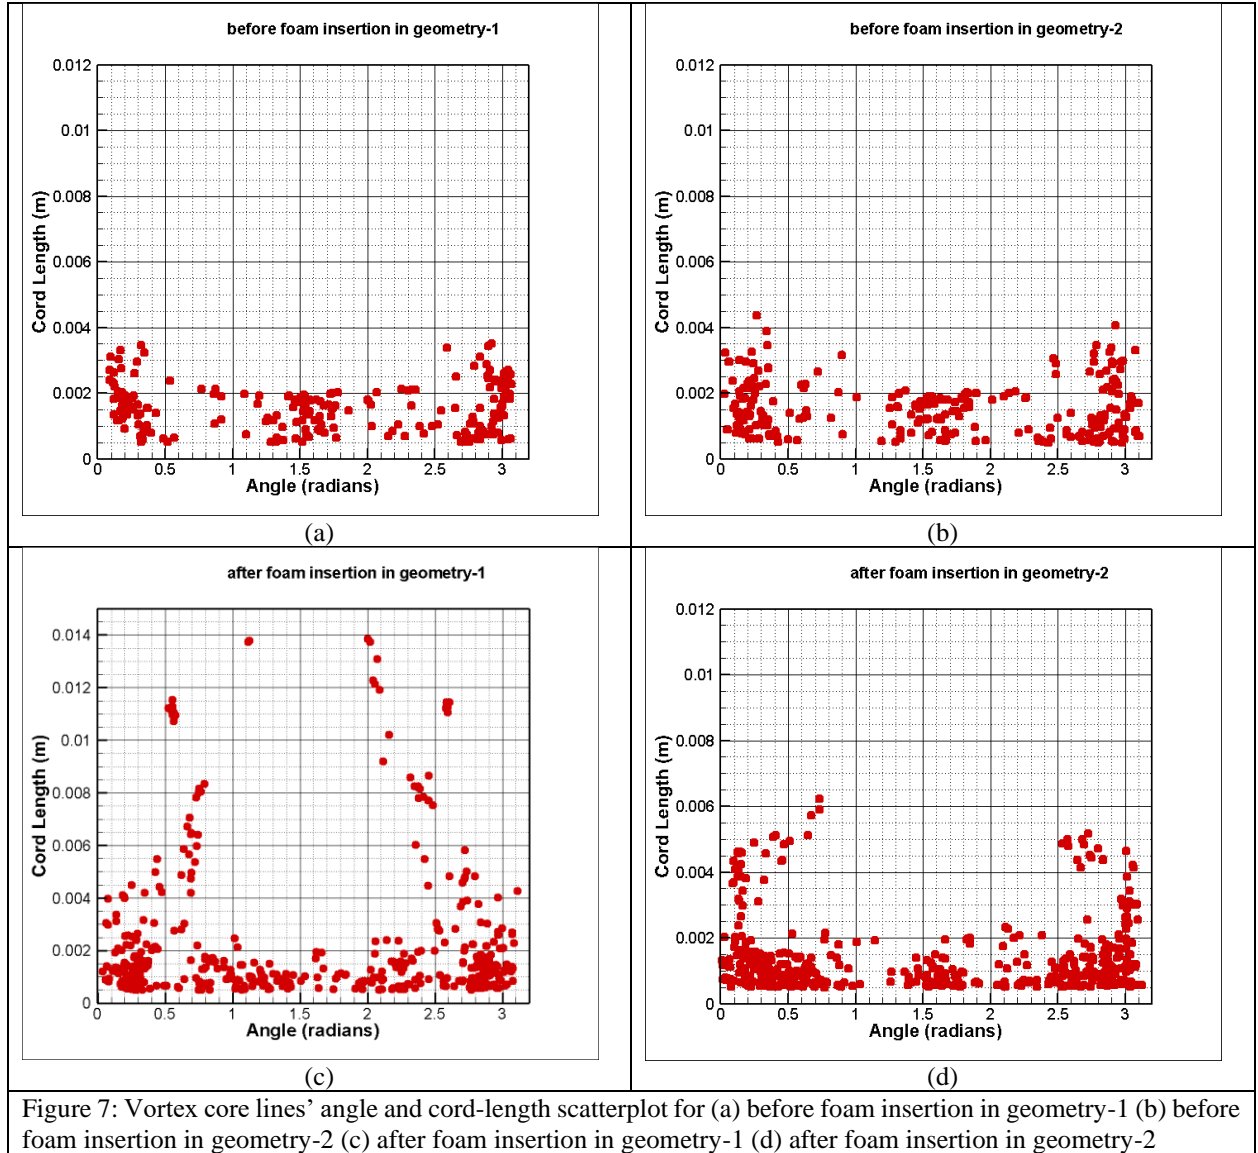 before foam insertion in geometry-1
0.012
0.01
0.008
0.006
0.004
0.002
0
Cord Length (m)
0 0.5 1 1.5 2 2.5 3
Angle (radians)
(a)
before foam insertion in geometry-2
0.012
0.01
0.008
0.006
0.004
0.002
0
Cord Length (m)
0 0.5 1 1.5 2 2.5 3
Angle (radians)
(b)
after foam insertion in geometry-1
0.014
0.012
0.01
0.008
0.006
0.004
0.002
0
Cord Length (m)
0 0.5 1 1.5 2 2.5 3
Angle (radians)
(c)
after foam insertion in geometry-2
0.012
0.01
0.008
0.006
0.004
0.002
0
Cord Length (m)
0 0.5 1 1.5 2 2.5 3
Angle (radians)
(d)
Figure 7: Vortex core lines’ angle and cord-length scatterplot for (a) before foam insertion in geometry-1 (b) before
foam insertion in geometry-2 (c) after foam insertion in geometry-1 (d) after foam insertion in geometry-2